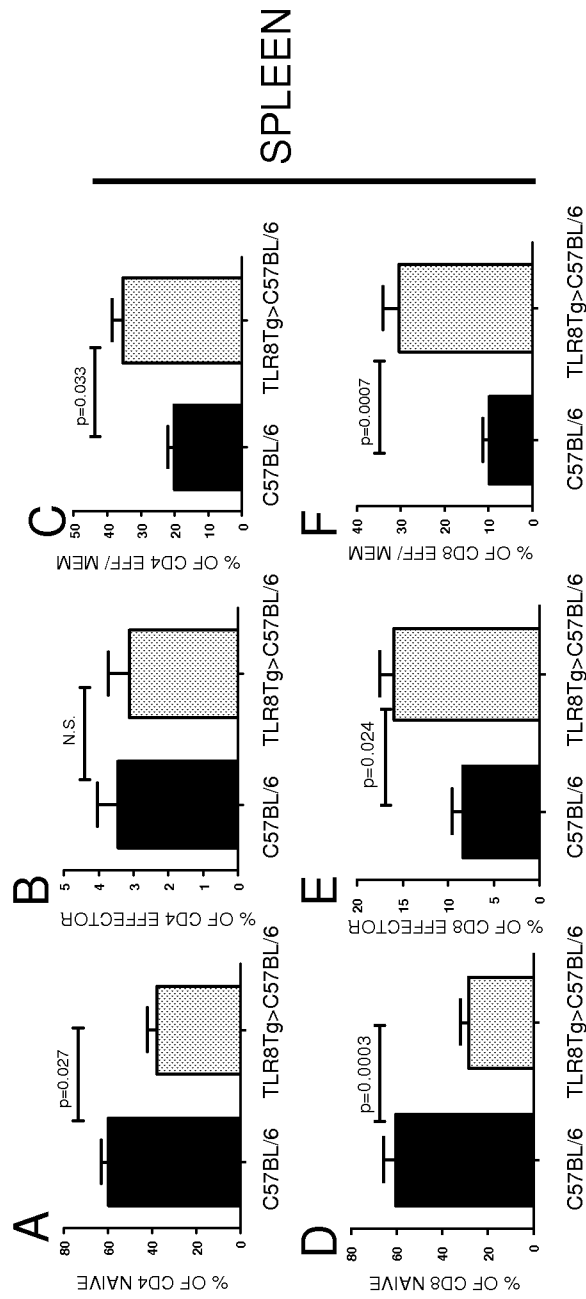 A
% OF CD4 NAIVE
80
60
40
20
0
p=0.027
C57BL/6
TLR8Tg>C57BL/6
B
% OF CD4 EFFECTOR
5
4
3
2
1
0
N.S.
C57BL/6
TLR8Tg>C57BL/6
C
% OF CD4 EFF/ MEM
50
40
30
20
10
0
p=0.033
C57BL/6
TLR8Tg>C57BL/6
D
% OF CD8 NAIVE
80
60
40
20
0
p=0.0003
C57BL/6
TLR8Tg>C57BL/6
E
% OF CD8 EFFECTOR
20
15
10
5
0
p=0.024
C57BL/6
TLR8Tg>C57BL/6
F
% OF CD8 EFF/ MEM
40
30
20
10
0
p=0.0007
C57BL/6
TLR8Tg>C57BL/6
SPLEEN